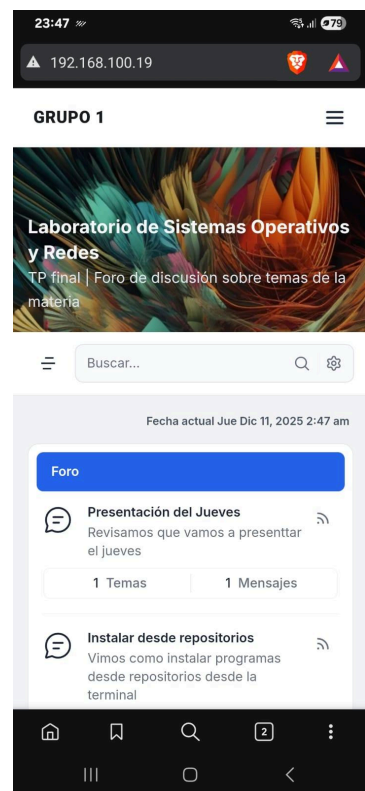 23:47
79
192.168.100.19
GRUPO 1
Laboratorio de Sistemas Operativos
y Redes
TP final | Foro de discusión sobre temas de la
materia
Buscar...
Fecha actual Jue Dic 11, 2025 2:47 am
Foro
Presentación del Jueves
Revisamos que vamos a presenttar
el jueves
1 Temas
1 Mensajes
Instalar desde repositorios
Vimos como instalar programas
desde repositorios desde la
terminal
2